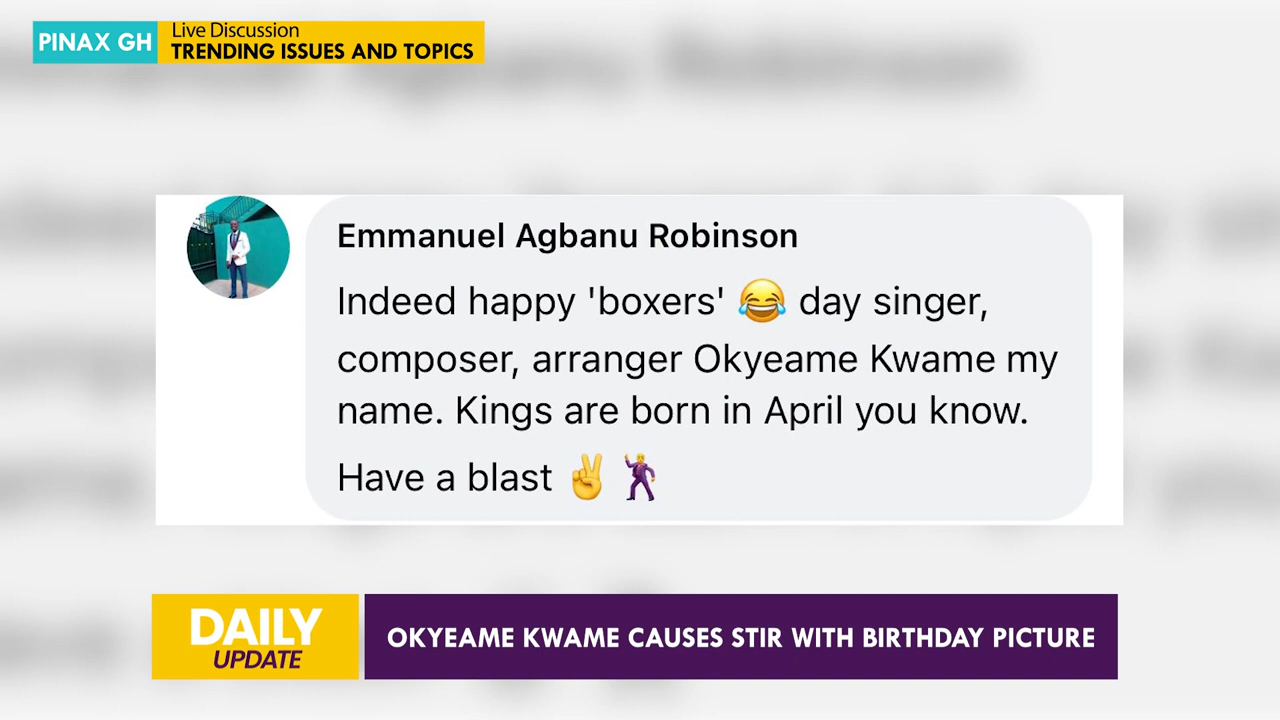 PINAX GH
Live Discussion
TRENDING ISSUES AND TOPICS
Emmanuel Agbanu Robinson
Indeed happy 'boxers' 😂 day singer,
composer, arranger Okyeame Kwame my
name. Kings are born in April you know.
Have a blast ✌️ 🕺
DAILY
UPDATE
OKYEAME KWAME CAUSES STIR WITH BIRTHDAY PICTURE